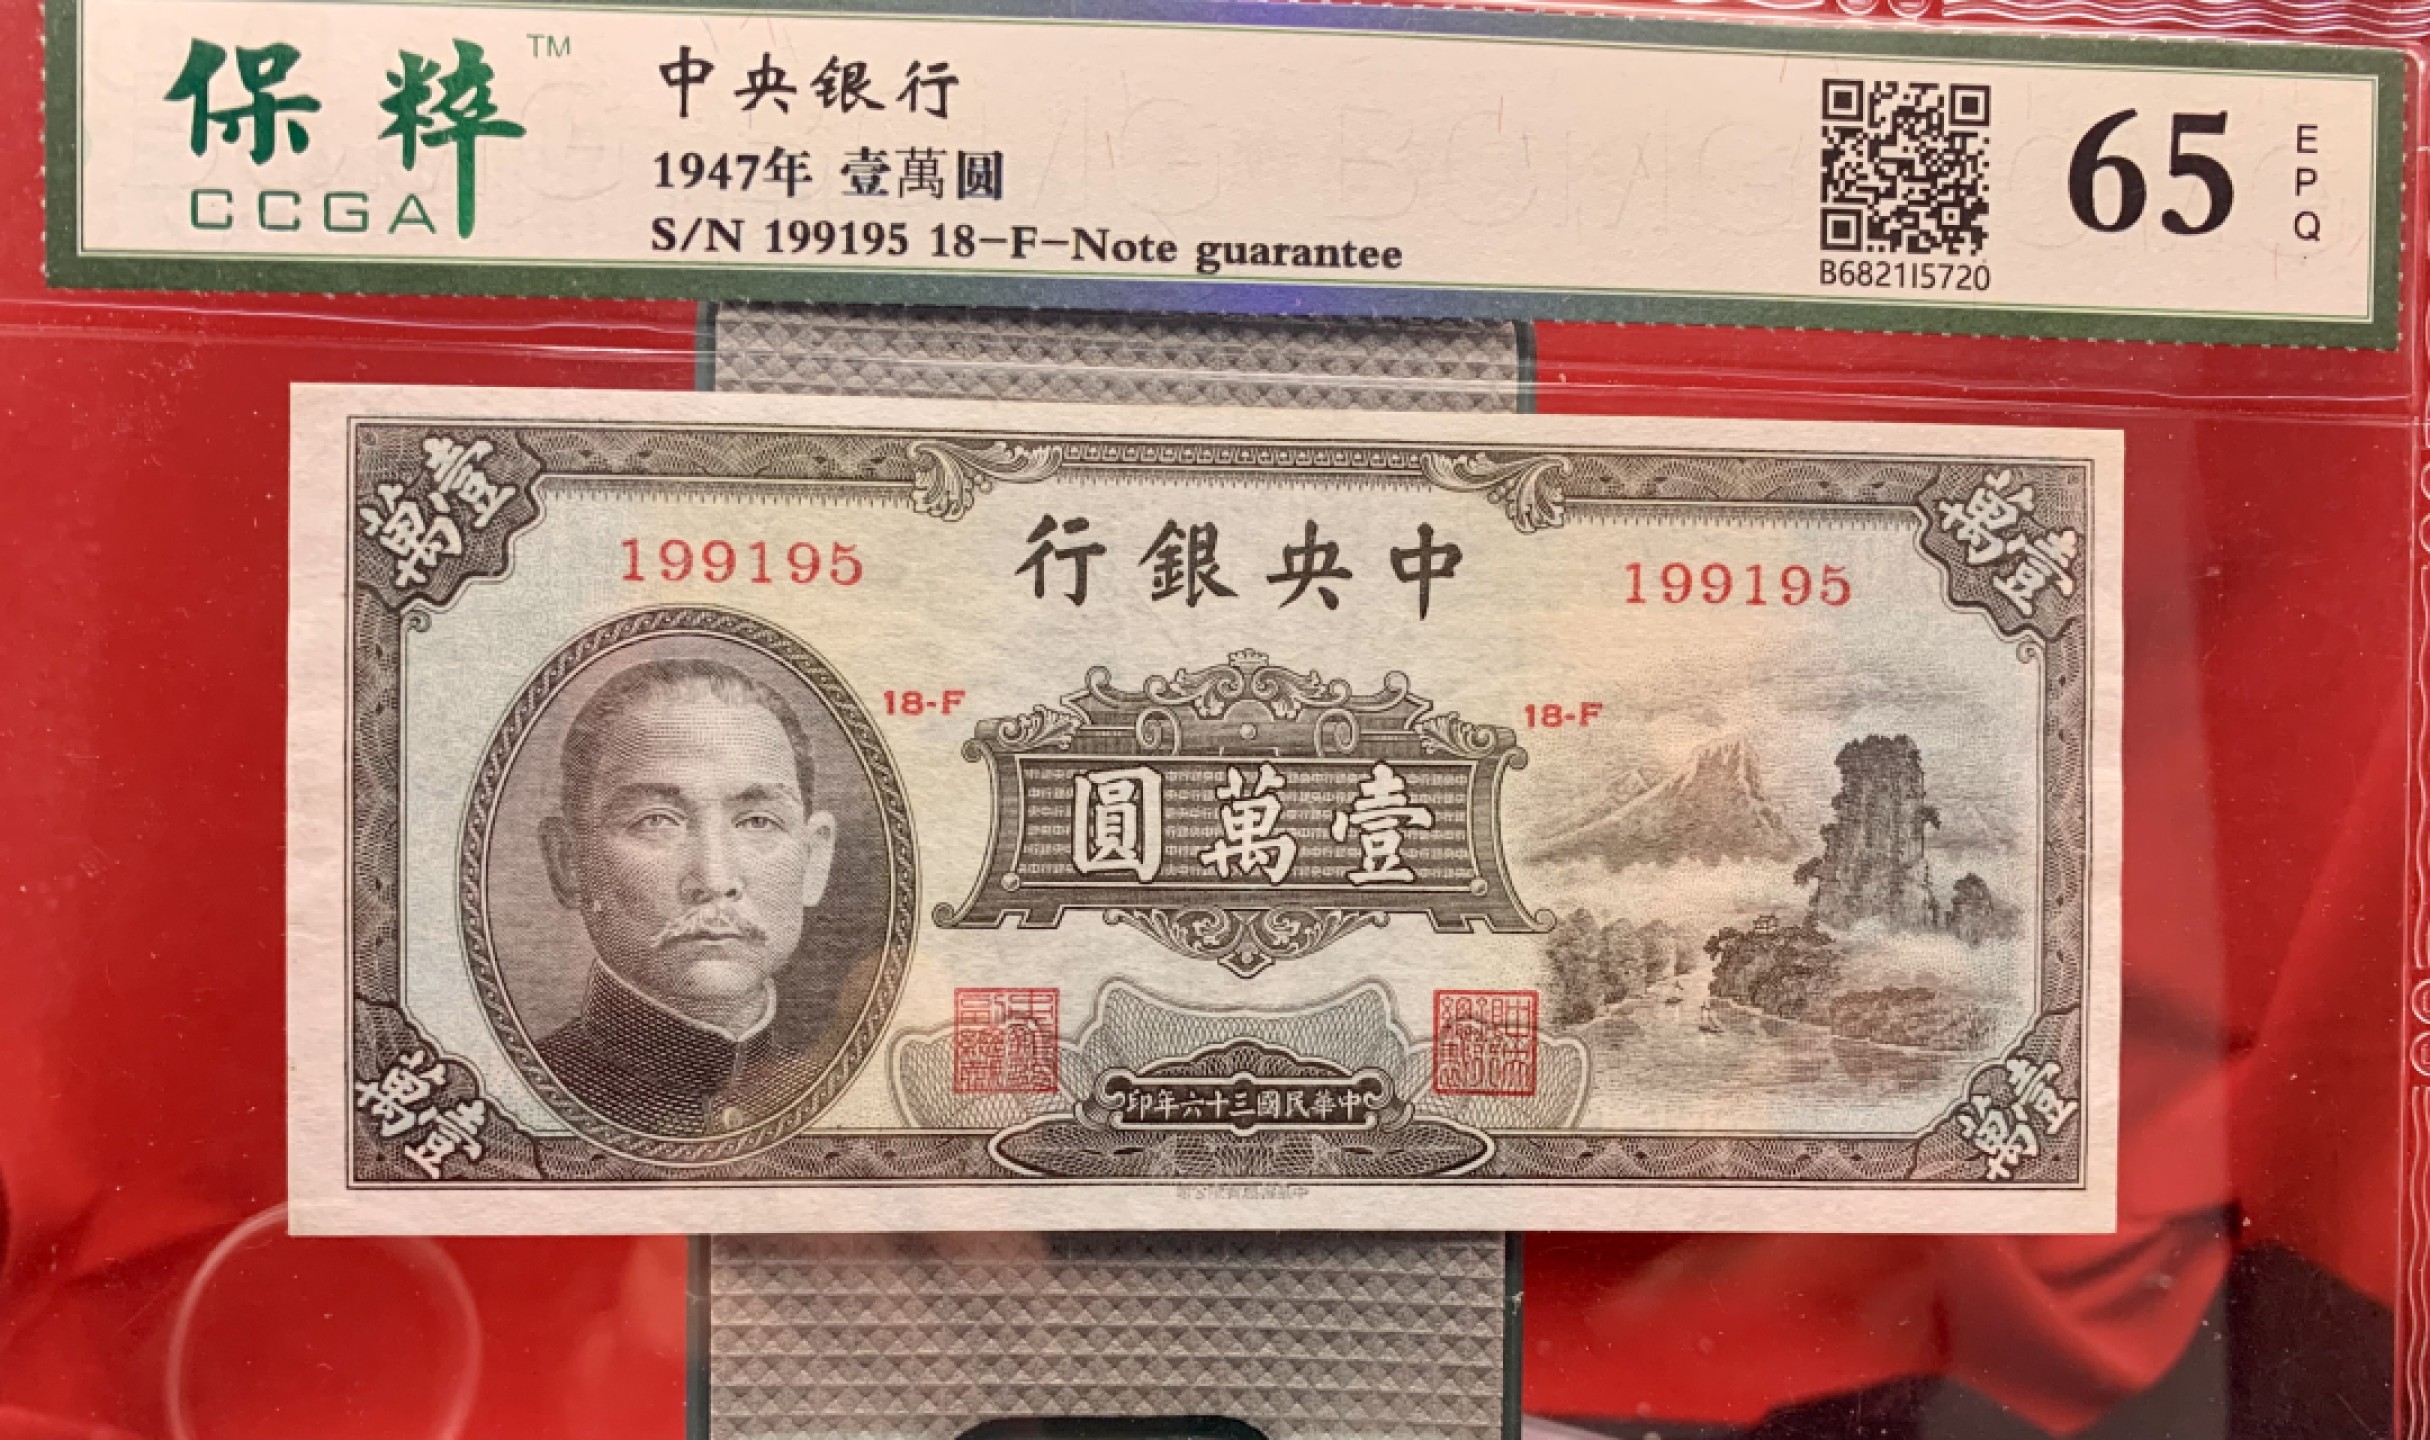 保粹™
CCGA
中央银行
1947年 壹萬圆
S/N 199195 18-F-Note guarantee
65
EPQ
B6821I5720
壹萬
萬壹
199195
行銀央中
199195
18-F
18-F
圓萬壹
印年六十三國民華中
萬壹
壹萬